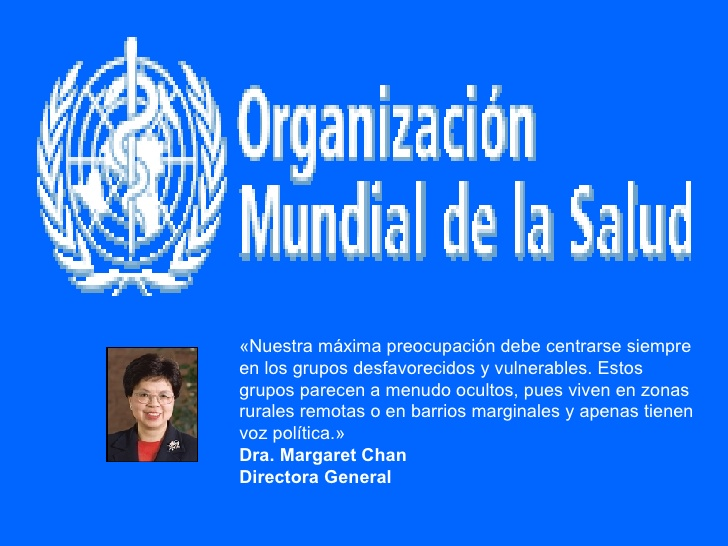 Organización
Mundial de la Salud
«Nuestra máxima preocupación debe centrarse siempre
en los grupos desfavorecidos y vulnerables. Estos
grupos parecen a menudo ocultos, pues viven en zonas
rurales remotas o en barrios marginales y apenas tienen
voz política.»
Dra. Margaret Chan
Directora General